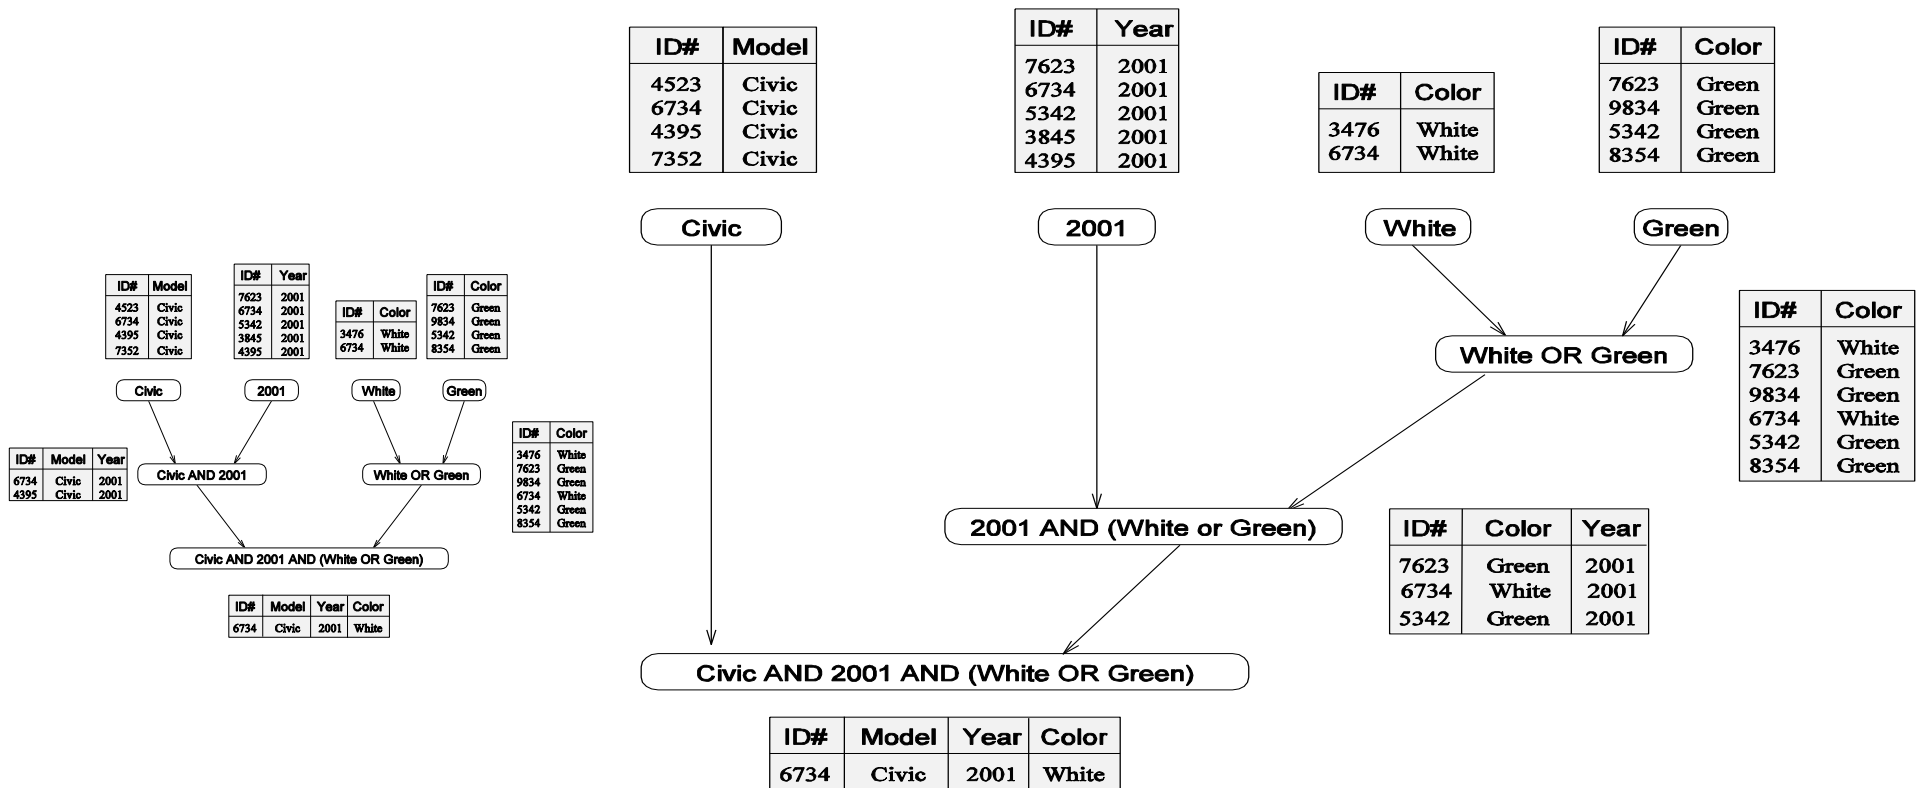 ID# Model
4523 Civic
6734 Civic
4395 Civic
7352 Civic
ID# Year
7623 2001
6734 2001
5342 2001
3845 2001
4395 2001
ID# Color
3476 White
6734 White
ID# Color
7623 Green
9834 Green
5342 Green
8354 Green
Civic
2001
White
Green
ID# Model Year
6734 Civic 2001
4395 Civic 2001
Civic AND 2001
White OR Green
ID# Color
3476 White
7623 Green
9834 Green
6734 White
5342 Green
8354 Green
Civic AND 2001 AND (White OR Green)
ID# Model Year Color
6734 Civic 2001 White
ID# Model
4523 Civic
6734 Civic
4395 Civic
7352 Civic
ID# Year
7623 2001
6734 2001
5342 2001
3845 2001
4395 2001
ID# Color
3476 White
6734 White
ID# Color
7623 Green
9834 Green
5342 Green
8354 Green
Civic
2001
White
Green
White OR Green
ID# Color
3476 White
7623 Green
9834 Green
6734 White
5342 Green
8354 Green
2001 AND (White or Green)
ID# Color Year
7623 Green 2001
6734 White 2001
5342 Green 2001
Civic AND 2001 AND (White OR Green)
ID# Model Year Color
6734 Civic 2001 White